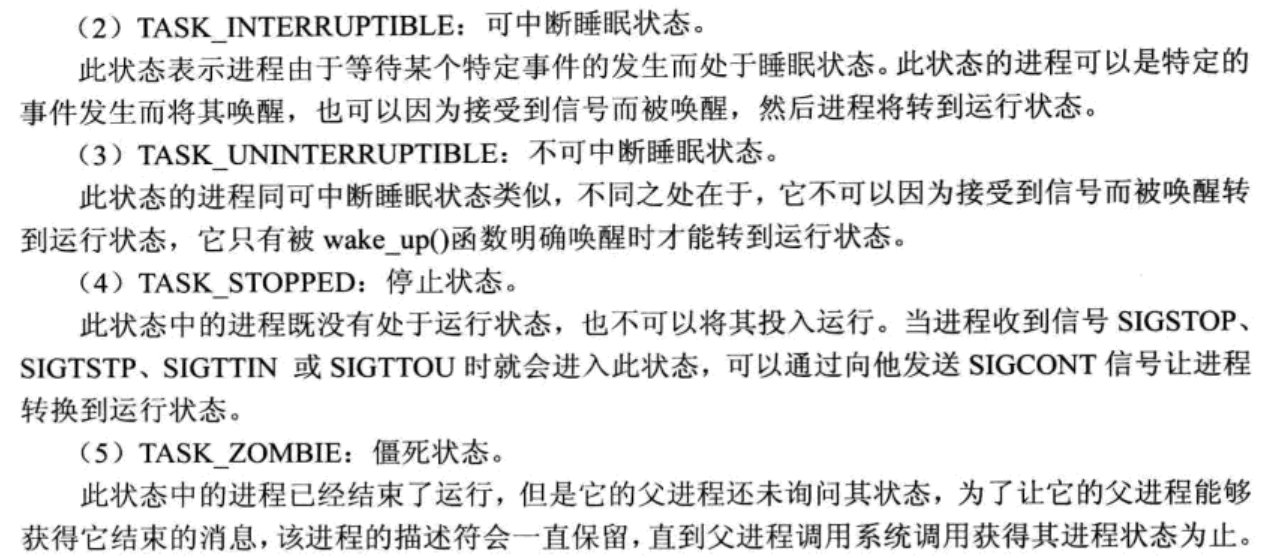 （2）TASK_INTERRUPTIBLE：可中断睡眠状态。
此状态表示进程由于等待某个特定事件的发生而处于睡眠状态。此状态的进程可以是特定的
事件发生而将其唤醒，也可以因为接受到信号而被唤醒，然后进程将转到运行状态。
（3）TASK_UNINTERRUPTIBLE：不可中断睡眠状态。
此状态的进程同可中断睡眠状态类似，不同之处在于，它不可以因为接受到信号而被唤醒转
到运行状态，它只有被 wake_up()函数明确唤醒时才能转到运行状态。
（4）TASK_STOPPED：停止状态。
此状态中的进程既没有处于运行状态，也不可以将其投入运行。当进程收到信号 SIGSTOP、
SIGTSTP、SIGTTIN 或 SIGTTOU 时就会进入此状态，可以通过向他发送 SIGCONT 信号让进程
转换到运行状态。
（5）TASK_ZOMBIE：僵死状态。
此状态中的进程已经结束了运行，但是它的父进程还未询问其状态，为了让它的父进程能够
获得它结束的消息，该进程的描述符会一直保留，直到父进程调用系统调用获得其进程状态为止。